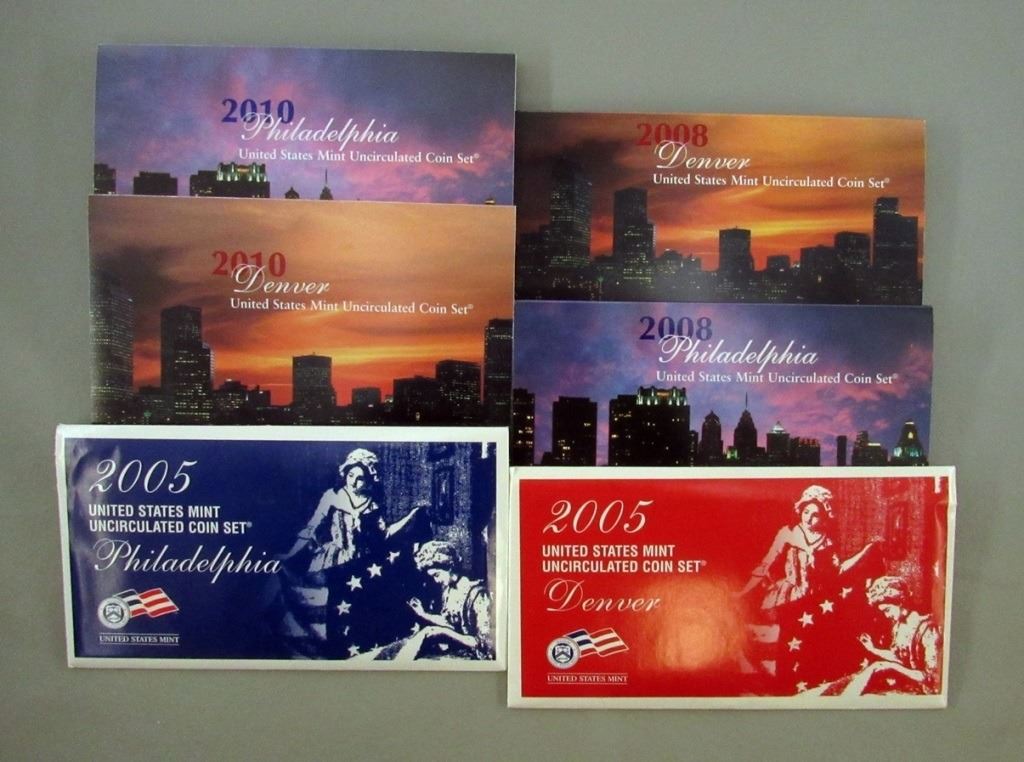 2010
Philadelphia
United States Mint Uncirculated Coin Set®
2008
Denver
United States Mint Uncirculated Coin Set®
2010
Denver
United States Mint Uncirculated Coin Set®
2008
Philadelphia
United States Mint Uncirculated Coin Set®
2005
UNITED STATES MINT
UNCIRCULATED COIN SET®
Philadelphia
UNITED STATES MINT
2005
UNITED STATES MINT
UNCIRCULATED COIN SET®
Denver
UNITED STATES MINT